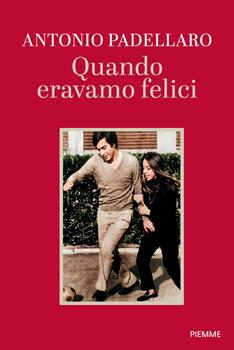 ANTONIO PADELLARO
Quando
eravamo felici
PIEMME